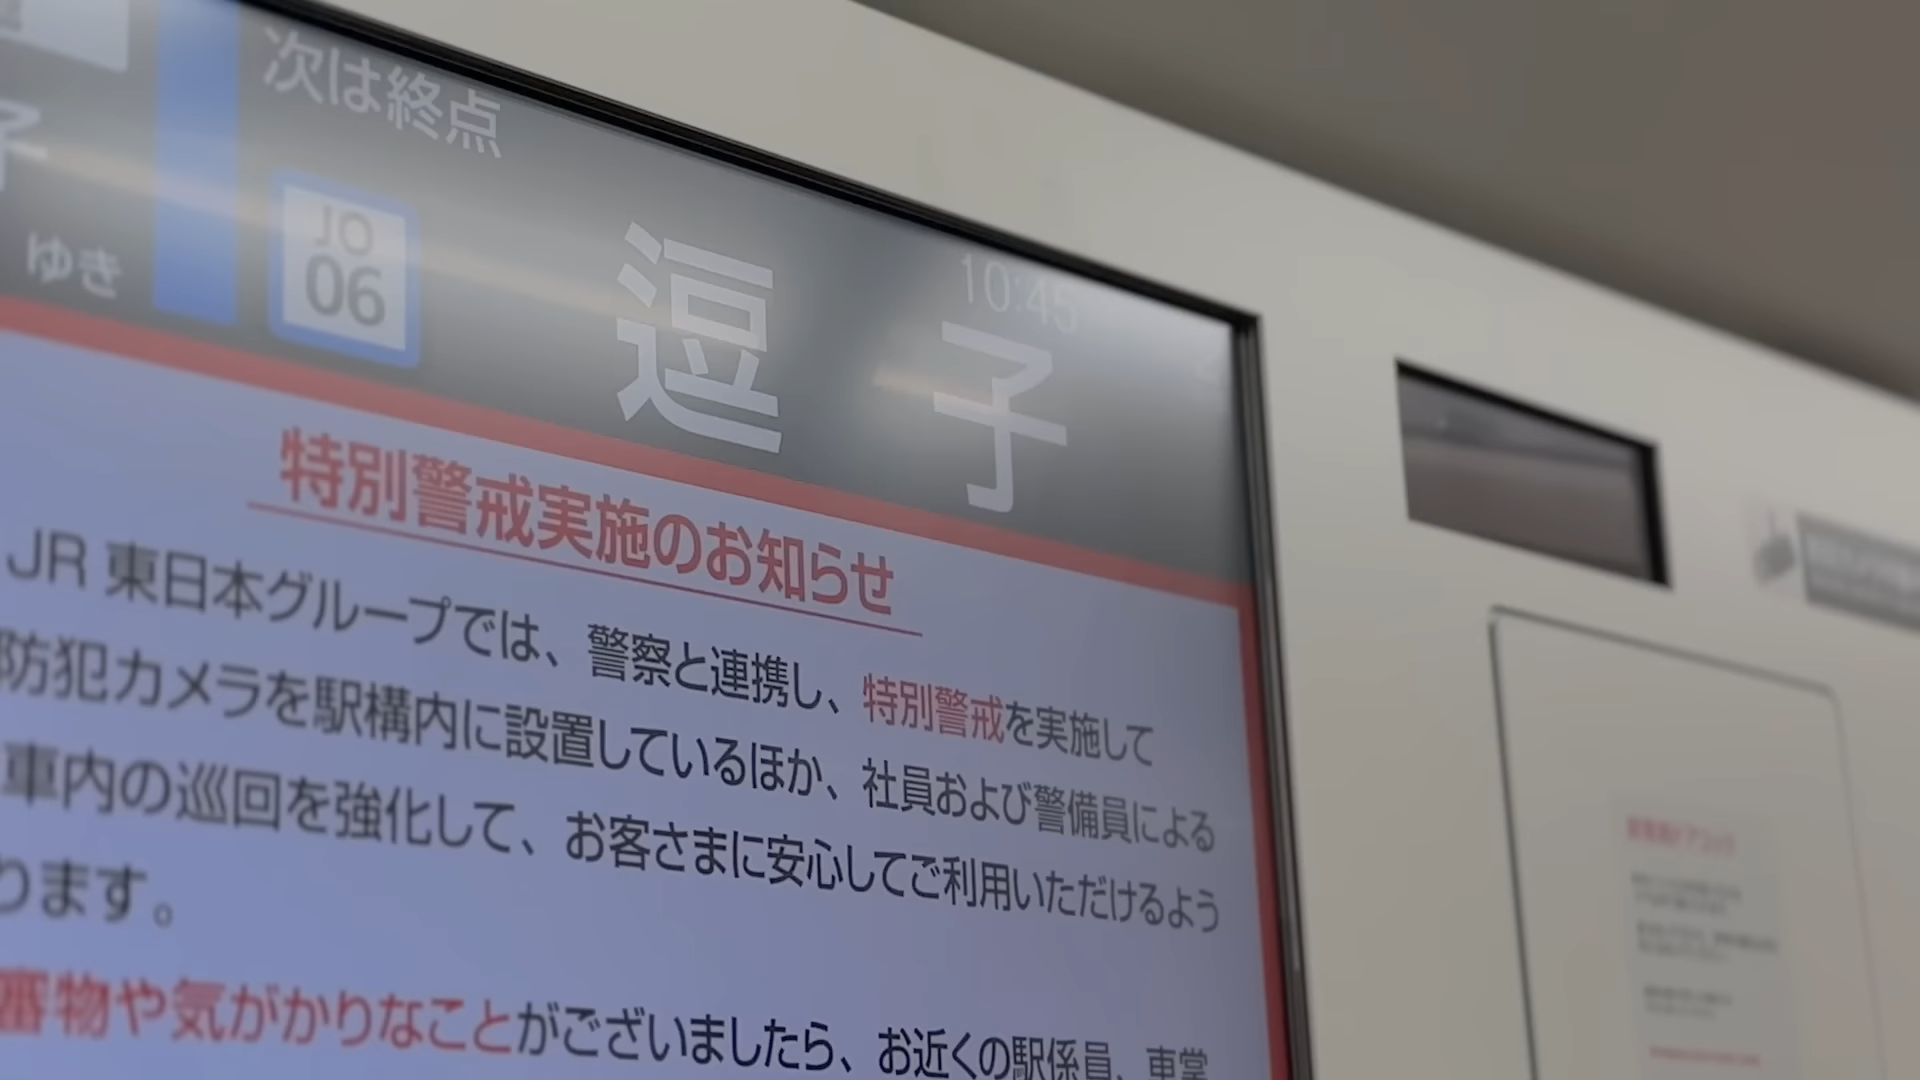 次は終点
子
ゆき
JO
06
逗子
10:45
特別警戒実施のお知らせ
JR 東日本グループでは、警察と連携し、特別警戒を実施して
防犯カメラを駅構内に設置しているほか、社員および警備員による
車内の巡回を強化して、お客さまに安心してご利用いただけるよう
ります。
審物や気がかりなことがございましたら、お近くの駅係員、車掌